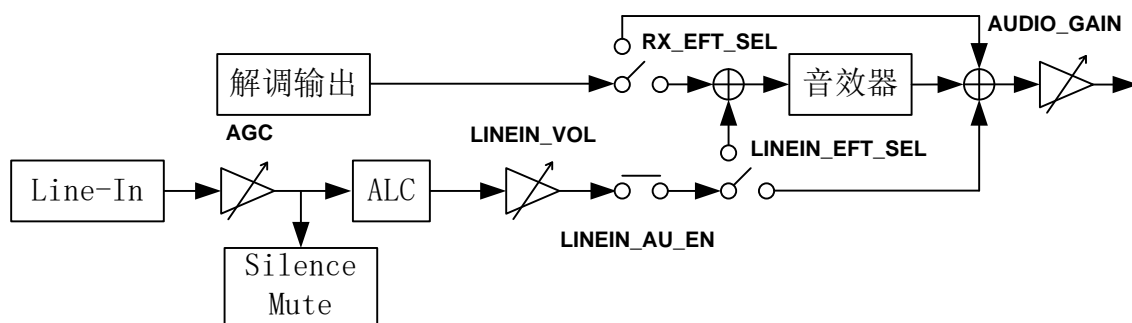 AUDIO_GAIN
RX_EFT_SEL
解调输出
音效器
AGC
LINEIN_VOL
LINEIN_EFT_SEL
Line-In
ALC
LINEIN_AU_EN
Silence
Mute